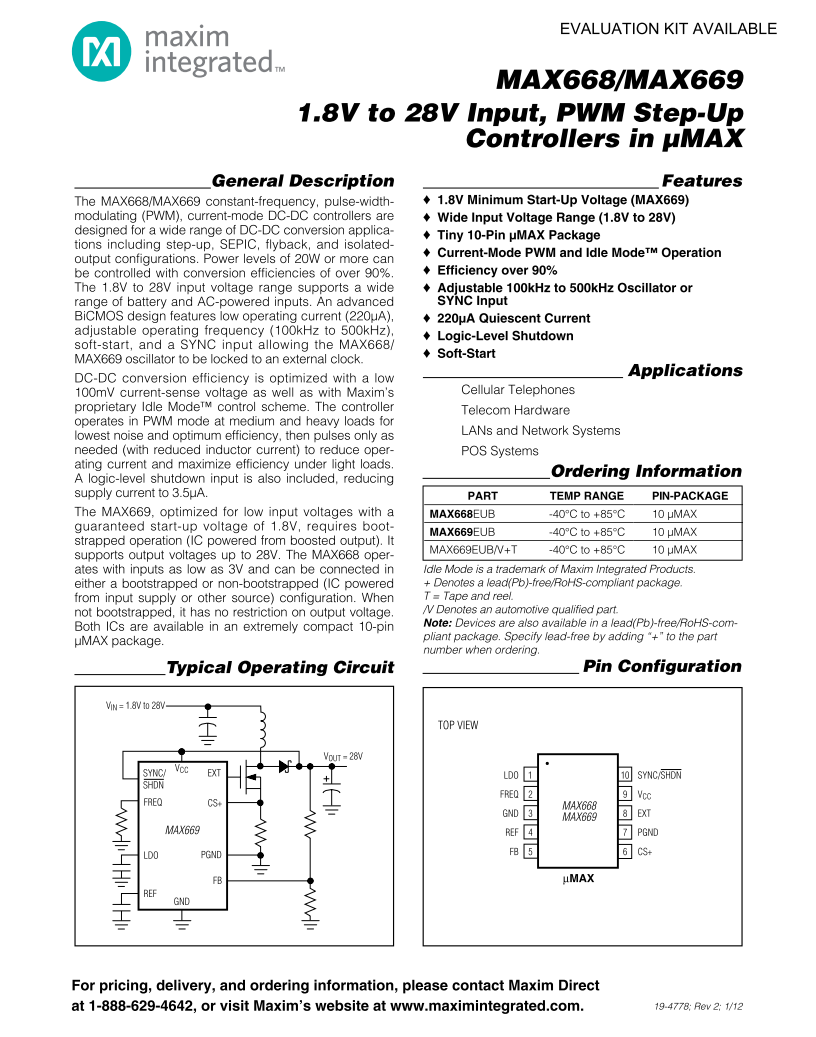 EVALUATION KIT AVAILABLE
maxim
integrated™
MAX668/MAX669
1.8V to 28V Input, PWM Step-Up
Controllers in µMAX
General Description
The MAX668/MAX669 constant-frequency, pulse-width-
modulating (PWM), current-mode DC-DC controllers are
designed for a wide range of DC-DC conversion applica-
tions including step-up, SEPIC, flyback, and isolated-
output configurations. Power levels of 20W or more can
be controlled with conversion efficiencies of over 90%.
The 1.8V to 28V input voltage range supports a wide
range of battery and AC-powered inputs. An advanced
BiCMOS design features low operating current (220µA),
adjustable operating frequency (100kHz to 500kHz),
soft-start, and a SYNC input allowing the MAX668/
MAX669 oscillator to be locked to an external clock.
DC-DC conversion efficiency is optimized with a low
100mV current-sense voltage as well as with Maxim's
proprietary Idle Mode™ control scheme. The controller
operates in PWM mode at medium and heavy loads for
lowest noise and optimum efficiency, then pulses only as
needed (with reduced inductor current) to reduce oper-
ating current and maximize efficiency under light loads.
A logic-level shutdown input is also included, reducing
supply current to 3.5µA.
The MAX669, optimized for low input voltages with a
guaranteed start-up voltage of 1.8V, requires boot-
strapped operation (IC powered from boosted output). It
supports output voltages up to 28V. The MAX668 oper-
ates with inputs as low as 3V and can be connected in
either a bootstrapped or non-bootstrapped (IC powered
from input supply or other source) configuration. When
not bootstrapped, it has no restriction on output voltage.
Both ICs are available in an extremely compact 10-pin
µMAX package.
Typical Operating Circuit
VIN = 1.8V to 28V
VOUT = 28V
SYNC/
SHDN
VCC
EXT
FREQ
CS+
MAX669
LDO
PGND
FB
REF
GND
+
Features
♦ 1.8V Minimum Start-Up Voltage (MAX669)
♦ Wide Input Voltage Range (1.8V to 28V)
♦ Tiny 10-Pin µMAX Package
♦ Current-Mode PWM and Idle Mode™ Operation
♦ Efficiency over 90%
♦ Adjustable 100kHz to 500kHz Oscillator or
SYNC Input
♦ 220µA Quiescent Current
♦ Logic-Level Shutdown
♦ Soft-Start
Applications
Cellular Telephones
Telecom Hardware
LANs and Network Systems
POS Systems
Ordering Information
PART TEMP RANGE PIN-PACKAGE
MAX668EUB -40°C to +85°C 10 µMAX
MAX669EUB -40°C to +85°C 10 µMAX
MAX669EUB/V+T -40°C to +85°C 10 µMAX
Idle Mode is a trademark of Maxim Integrated Products.
+ Denotes a lead(Pb)-free/RoHS-compliant package.
T = Tape and reel.
/V Denotes an automotive qualified part.
Note: Devices are also available in a lead(Pb)-free/RoHS-com-
pliant package. Specify lead-free by adding "+" to the part
number when ordering.
Pin Configuration
TOP VIEW
LDO 1 10 SYNC/SHDN
FREQ 2 9 VCC
GND 3 MAX668 8 EXT
MAX669
REF 4 7 PGND
FB 5 6 CS+
µMAX
For pricing, delivery, and ordering information, please contact Maxim Direct
at 1-888-629-4642, or visit Maxim's website at www.maximintegrated.com.
19-4778; Rev 2; 1/12